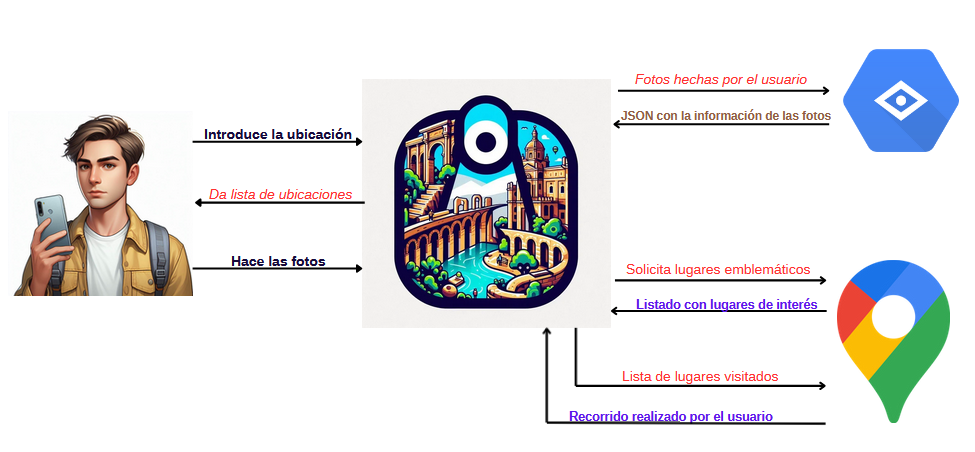 Fotos hechas por el usuario
JSON con la información de las fotos
Introduce la ubicación
Da lista de ubicaciones
Hace las fotos
Solicita lugares emblemáticos
Listado con lugares de interés
Lista de lugares visitados
Recorrido realizado por el usuario